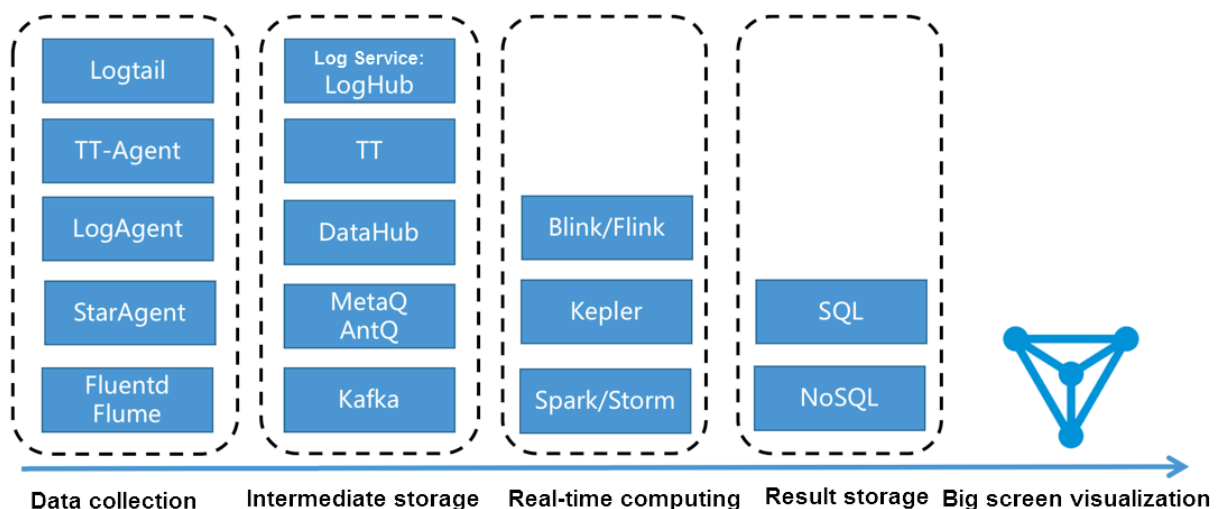 Logtail
TT-Agent
LogAgent
StarAgent
Fluentd
Flume
Log Service:
LogHub
TT
DataHub
MetaQ
AntQ
Kafka
Blink/Flink
Kepler
Spark/Storm
SQL
NoSQL
Data collection
Intermediate storage
Real-time computing
Result storage
Big screen visualization